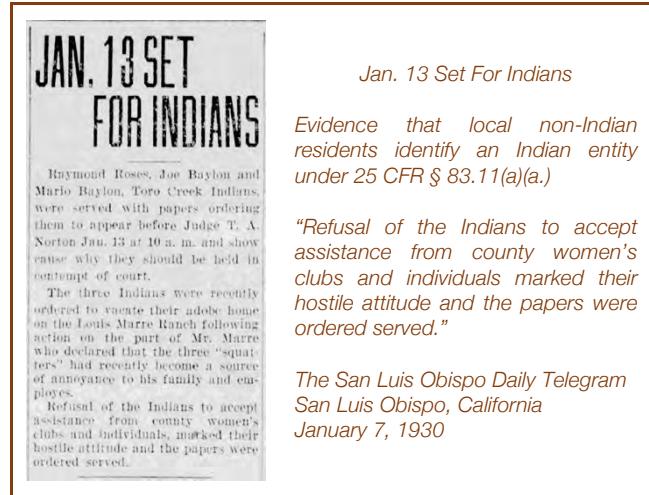 JAN. 13 SET
FOR INDIANS
Raymond Roses, Joe Baylon and
Mario Baylon, Toro Creek Indians,
were served with papers ordering
them to appear before Judge T. A.
Norton Jan. 13 at 10 a. m. and show
cause why they should be held in
contempt of court.
The three Indians were recently
ordered to vacate their adobe home
on the Louis Marre Ranch following
action on the part of Mr. Marre
who declared that the three "squat-
ters" had recently become a source
of annoyance to his family and em-
ployes.
Refusal of the Indians to accept
assistance from county women's
clubs and individuals, marked their
hostile attitude and the papers were
ordered served.
Jan. 13 Set For Indians
Evidence that local non-Indian
residents identify an Indian entity
under 25 CFR § 83.11(a)(a.)
“Refusal of the Indians to accept
assistance from county women’s
clubs and individuals marked their
hostile attitude and the papers were
ordered served.”
The San Luis Obispo Daily Telegram
San Luis Obispo, California
January 7, 1930